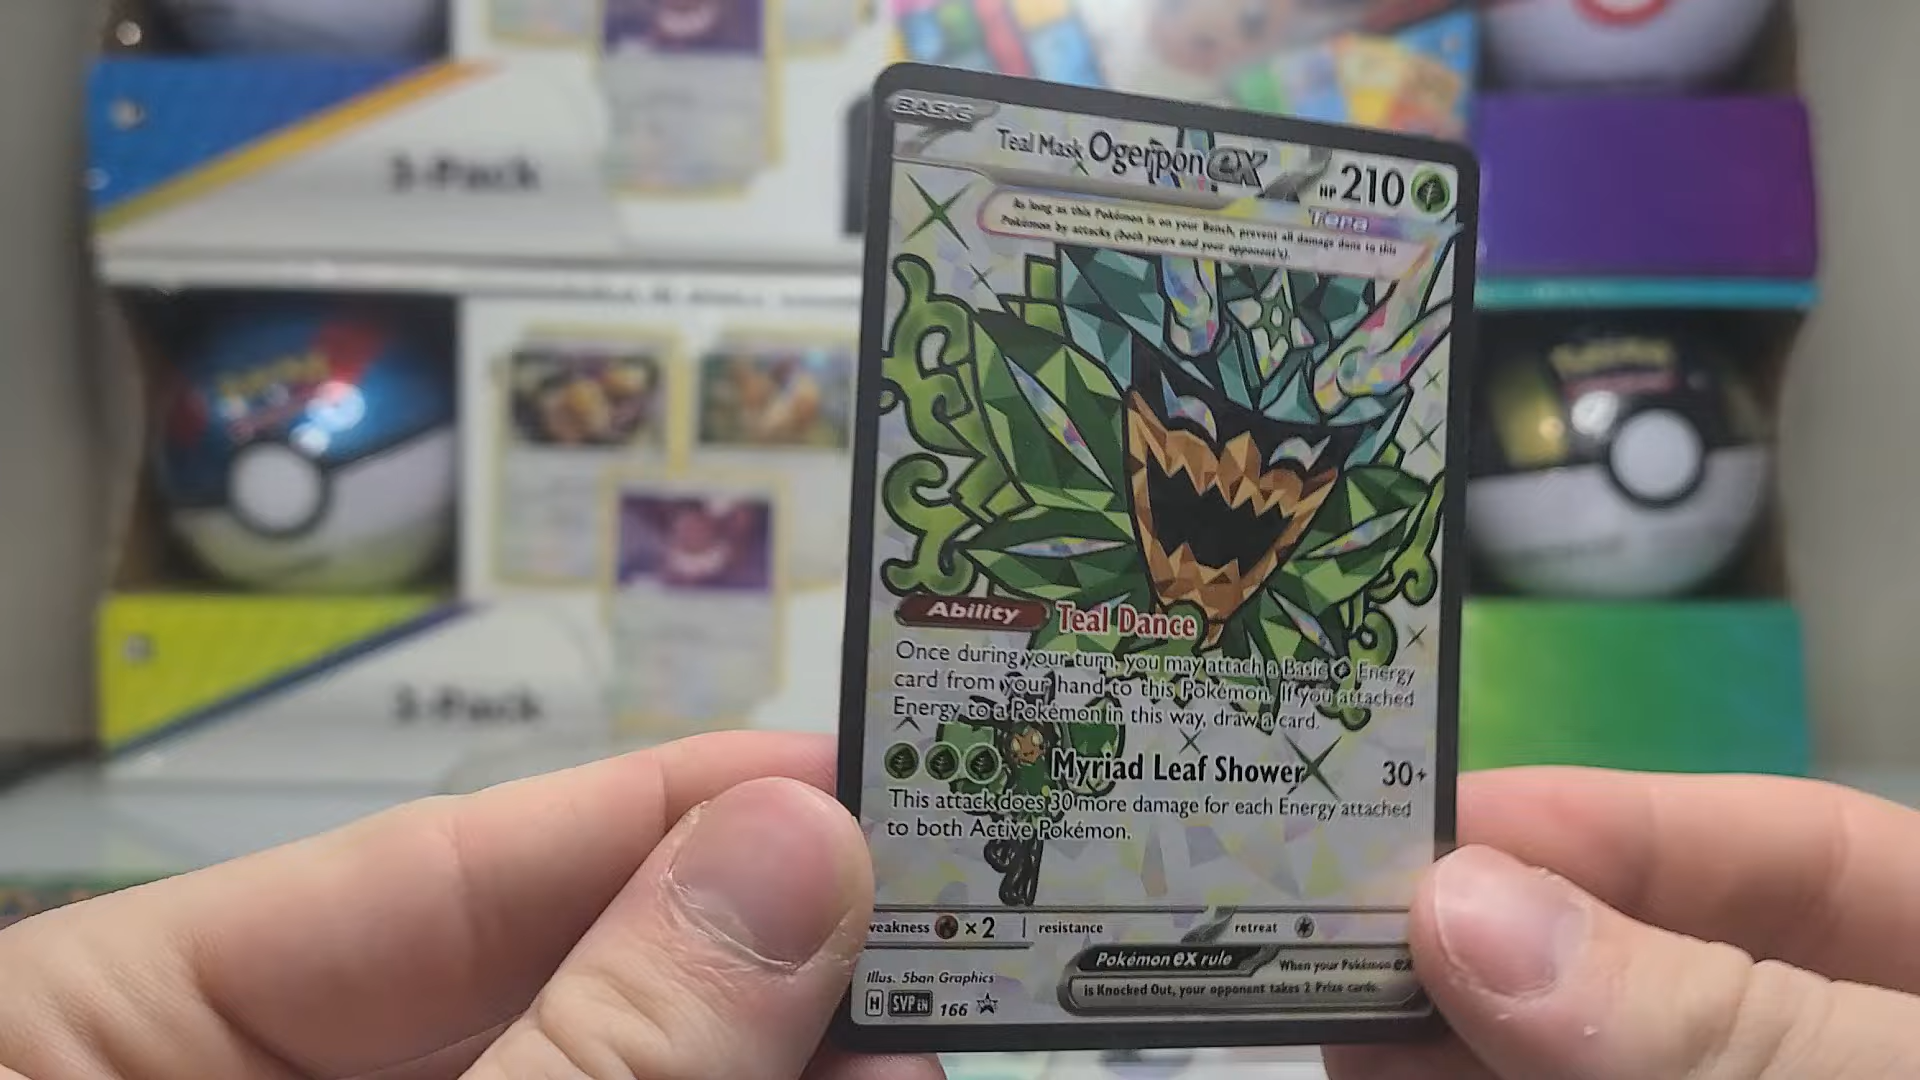 3-Pack
3-Pack
BASIC
Teal Mask Ogerpon ex
HP 210
Tera
As long as this Pokémon is on your Bench, prevent all damage done to this
Pokémon by attacks (both yours and your opponent's).
Ability Teal Dance
Once during your turn, you may attach a Basic Energy
card from your hand to this Pokémon. If you attached
Energy to a Pokémon in this way, draw a card.
Myriad Leaf Shower 30+
This attack does 30 more damage for each Energy attached
to both Active Pokémon.
weakness ×2 resistance retreat
Pokémon ex rule When your Pokémon ex
is Knocked Out, your opponent takes 2 Prize cards.
Illus. 5ban Graphics
H SVP EN 166